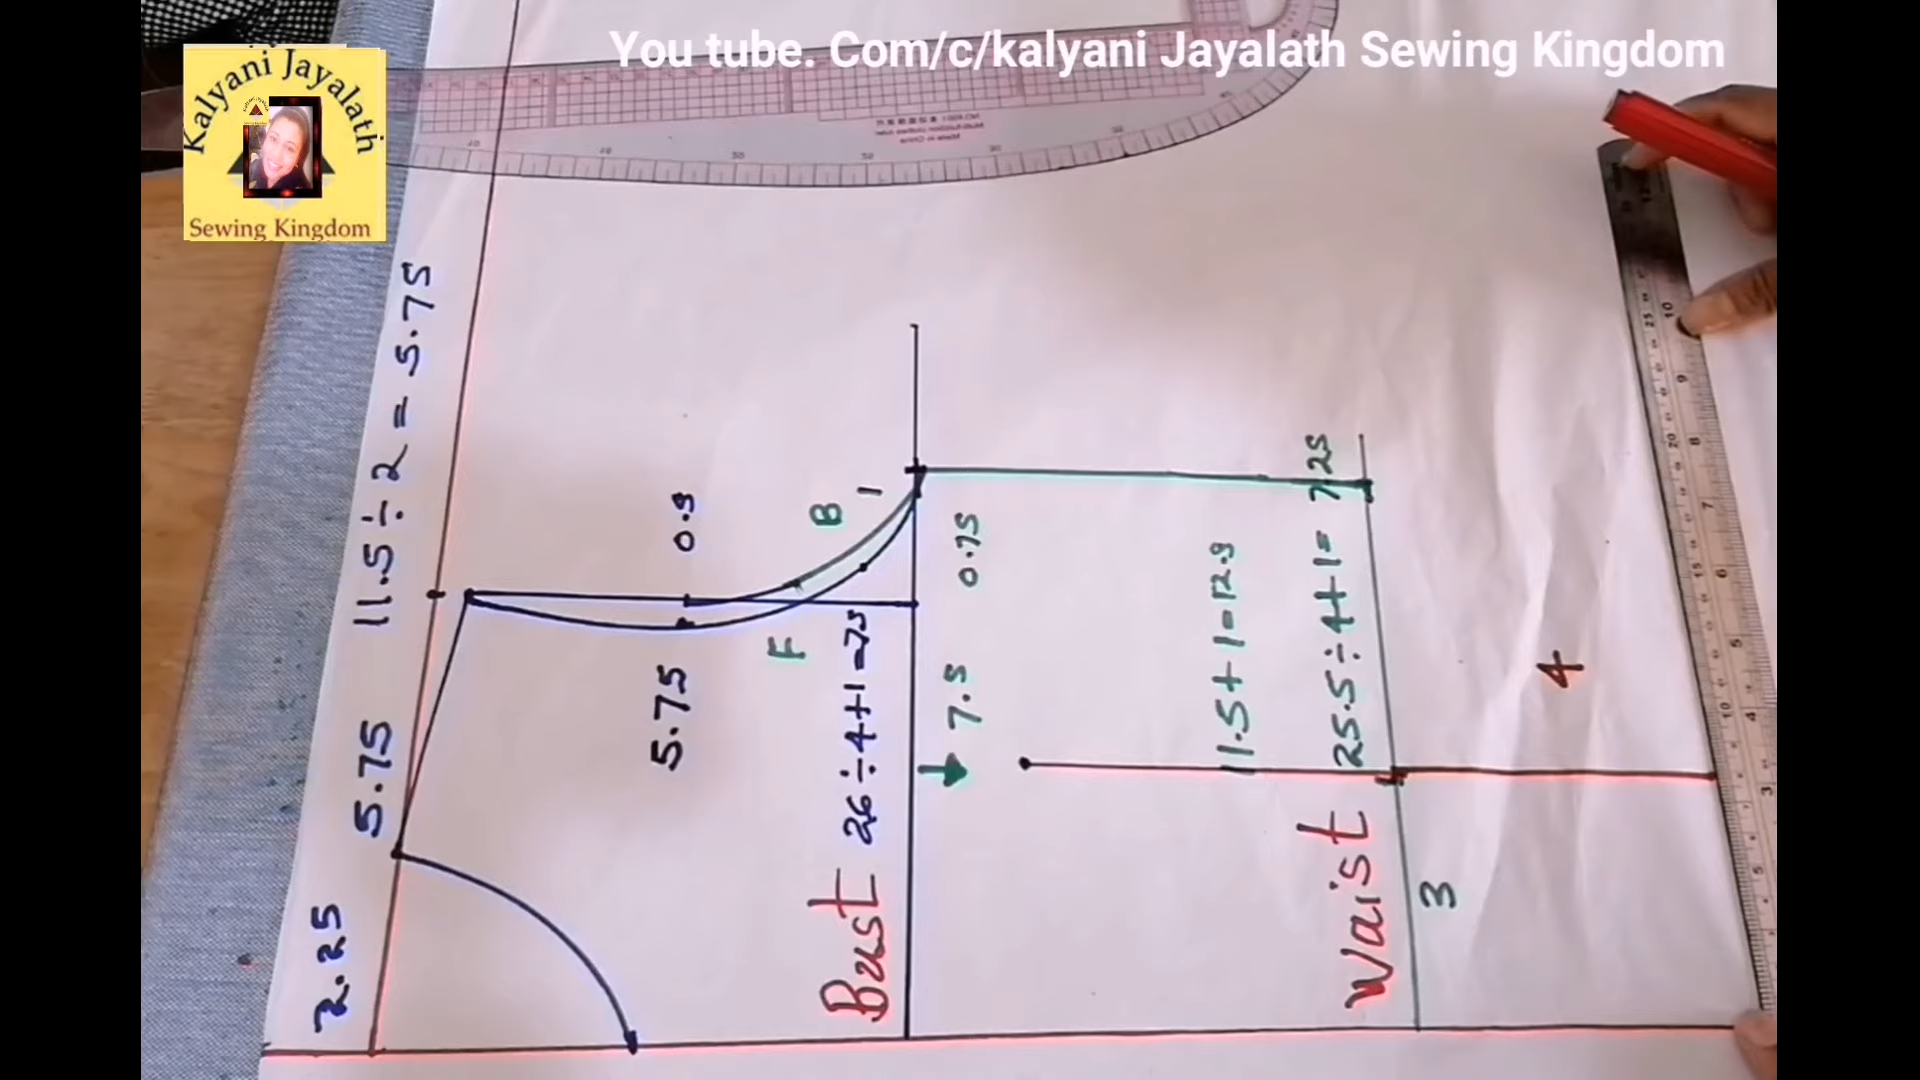 You tube. Com/c/kalyani Jayalath Sewing Kingdom
Kalyani Jayalath
Sewing Kingdom
11.5÷2=5.75
5.75
2.25
0.5
5.75
B
1
F
26÷4+1=7.5
Bust
0.75
7.5
11.5+1=12.5
25.5÷4+1=7.25
Waist
3
4